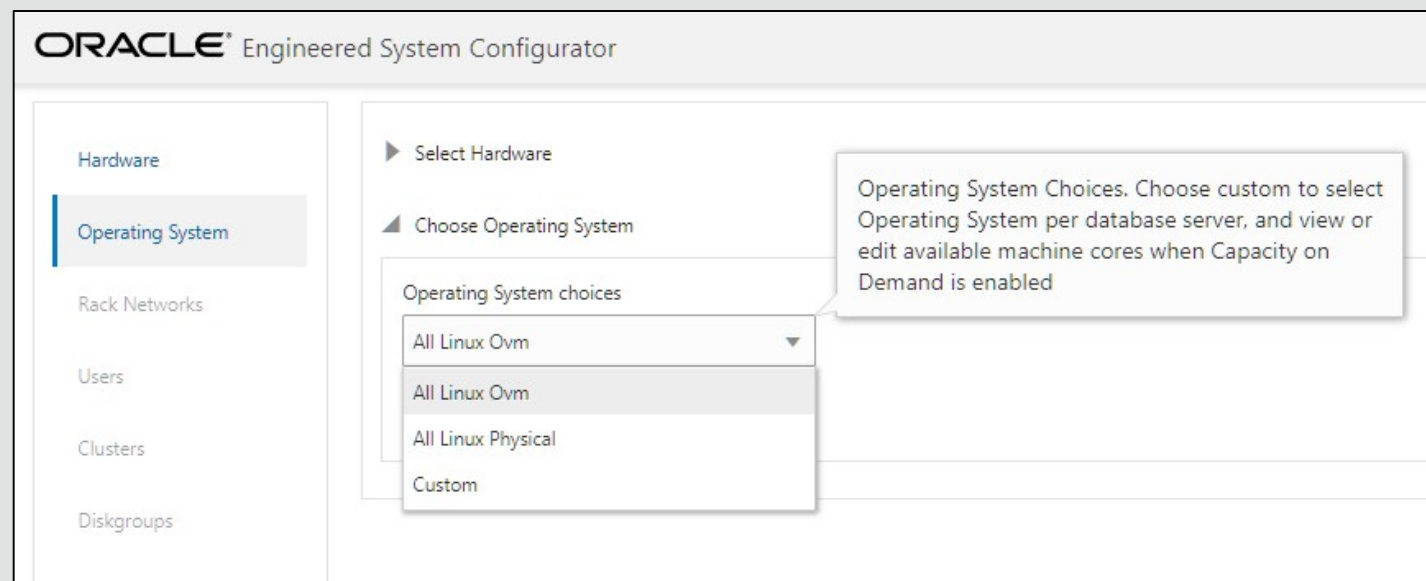 ORACLE® Engineered System Configurator
Hardware
Operating System
Rack Networks
Users
Clusters
Diskgroups
Select Hardware
Choose Operating System
Operating System choices
All Linux Ovm
All Linux Ovm
All Linux Physical
Custom
Operating System Choices. Choose custom to select
Operating System per database server, and view or
edit available machine cores when Capacity on
Demand is enabled